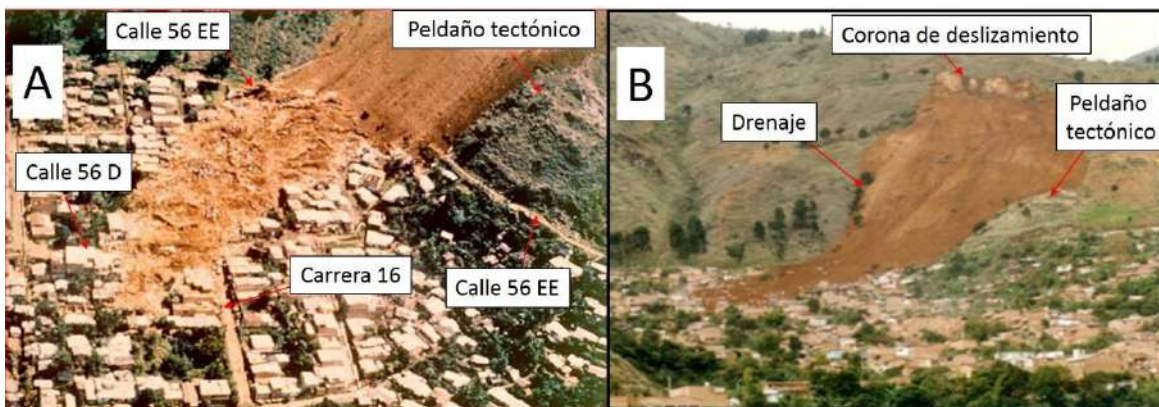 A
Calle 56 EE
Peldaño tectónico
Calle 56 D
Carrera 16
Calle 56 EE
B
Corona de deslizamiento
Drenaje
Peldaño
tectónico